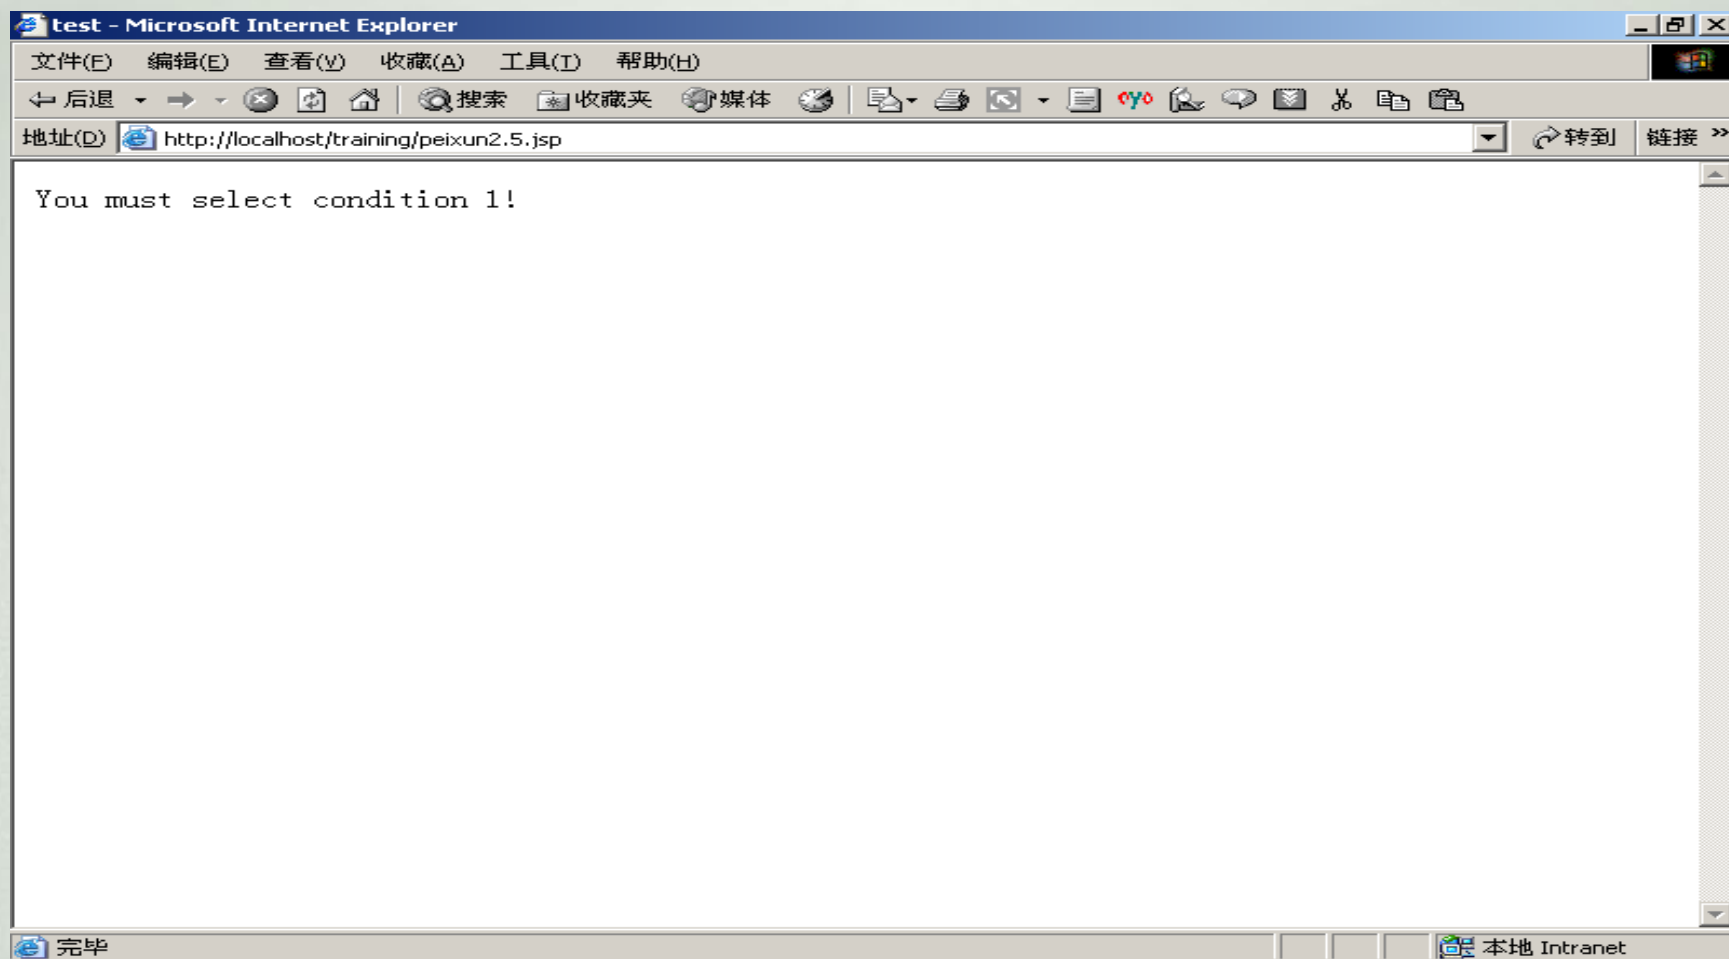 test - Microsoft Internet Explorer
文件(F) 编辑(E) 查看(V) 收藏(A) 工具(T) 帮助(H)
后退 搜索 收藏夹 媒体
地址(D) http://localhost/training/peixun2.5.jsp 转到 链接 »
You must select condition 1!
完毕 本地 Intranet